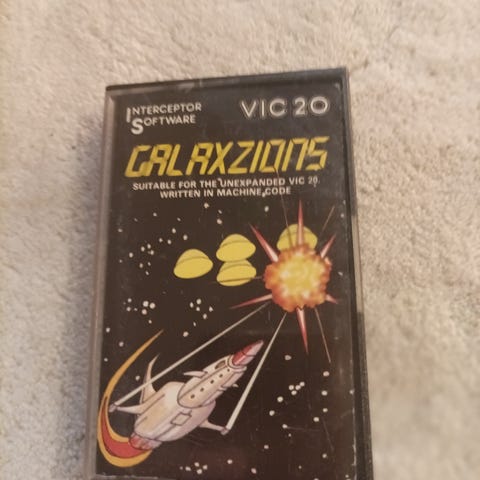 INTERCEPTOR
SOFTWARE
VIC 20
GALAXZIONS
SUITABLE FOR THE UNEXPANDED VIC 20.
WRITTEN IN MACHINE CODE